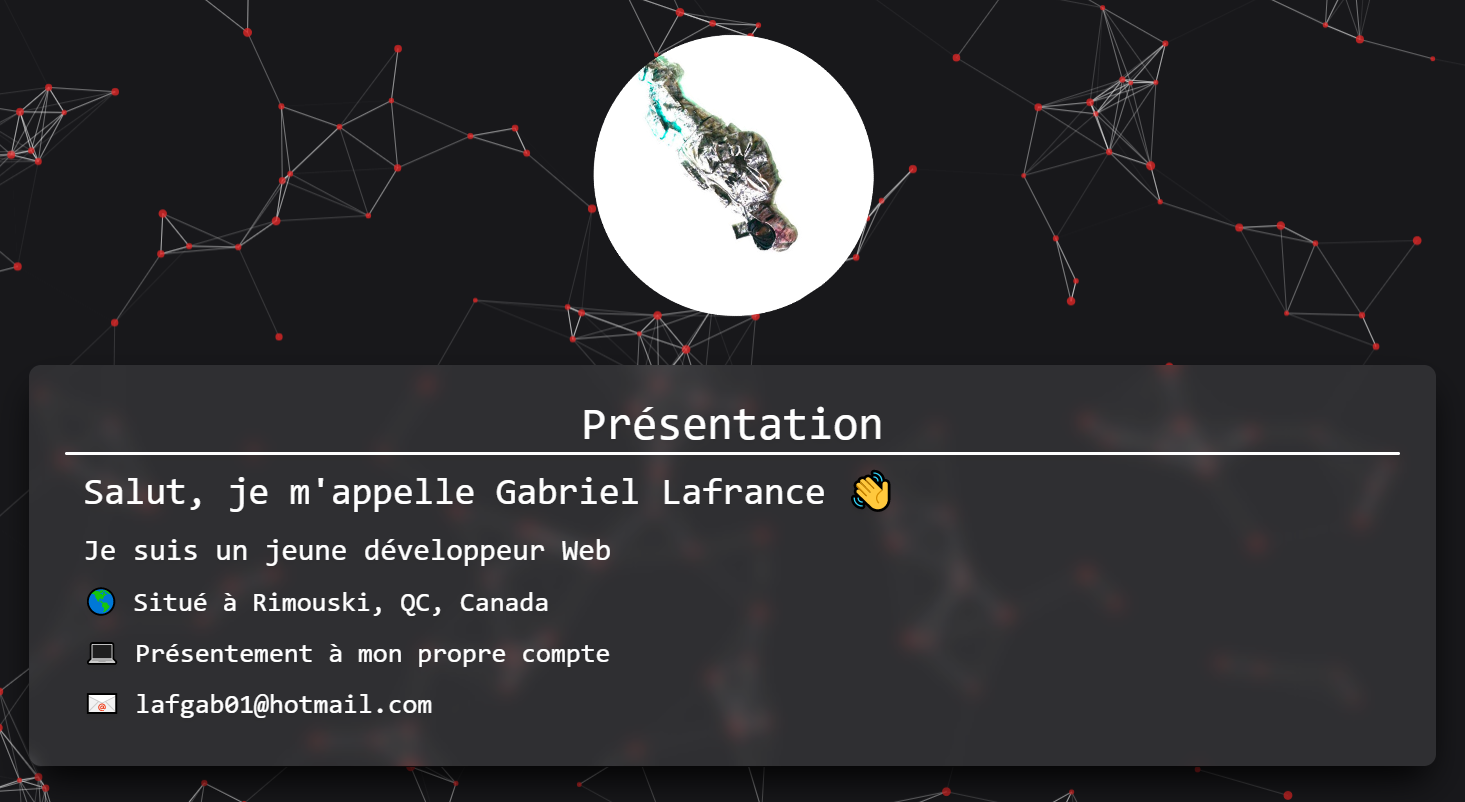 Présentation
Salut, je m'appelle Gabriel Lafrance 👋
Je suis un jeune développeur Web
🌎 Situé à Rimouski, QC, Canada
💻 Présentement à mon propre compte
📧 lafgab01@hotmail.com